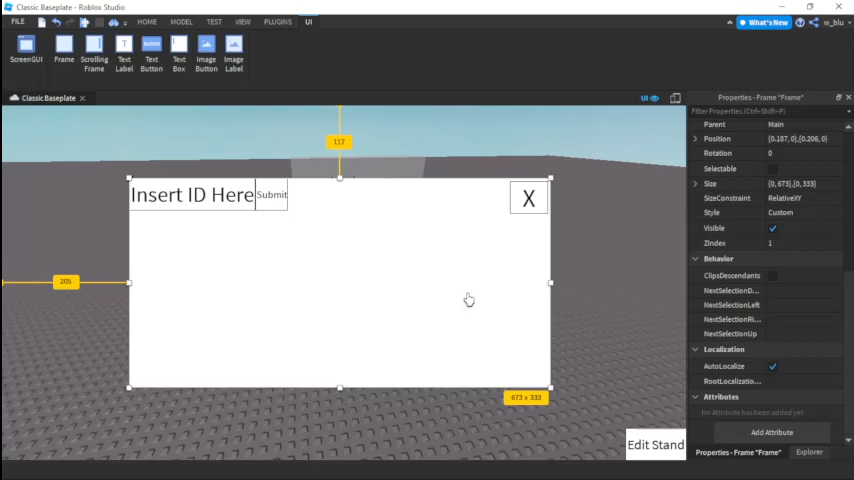 Classic Baseplate - Roblox Studio
FILE HOME MODEL TEST VIEW PLUGINS UI What's New w_blu
ScreenGUI Frame Scrolling Frame Text Label Text Button Text Box Image Button Image Label
Classic Baseplate UI
Properties - Frame "Frame"
Filter Properties (Ctrl+Shift+P)
Parent Main
Position {0.187, 0},{0.206, 0}
Rotation 0
Selectable
Size {0, 673},{0, 333}
SizeConstraint RelativeXY
Style Custom
Visible
ZIndex 1
Behavior
ClipsDescendants
NextSelectionD...
NextSelectionLeft
NextSelectionRI...
NextSelectionUp
Localization
AutoLocalize
RootLocalizatio...
Attributes
No Attribute has been added yet
Add Attribute
Properties - Frame "Frame" Explorer
117
Insert ID Here Submit X
205
673 x 333
Edit Stand